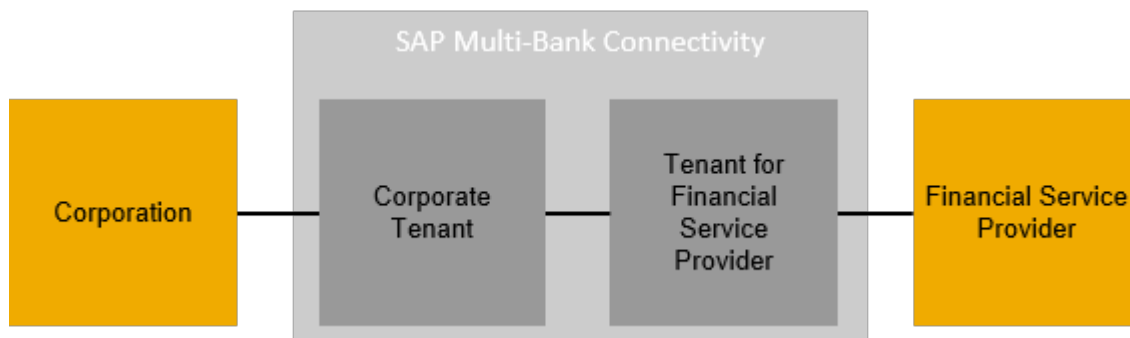 SAP Multi-Bank Connectivity
Corporation
Corporate
Tenant
Tenant for
Financial
Service
Provider
Financial Service
Provider